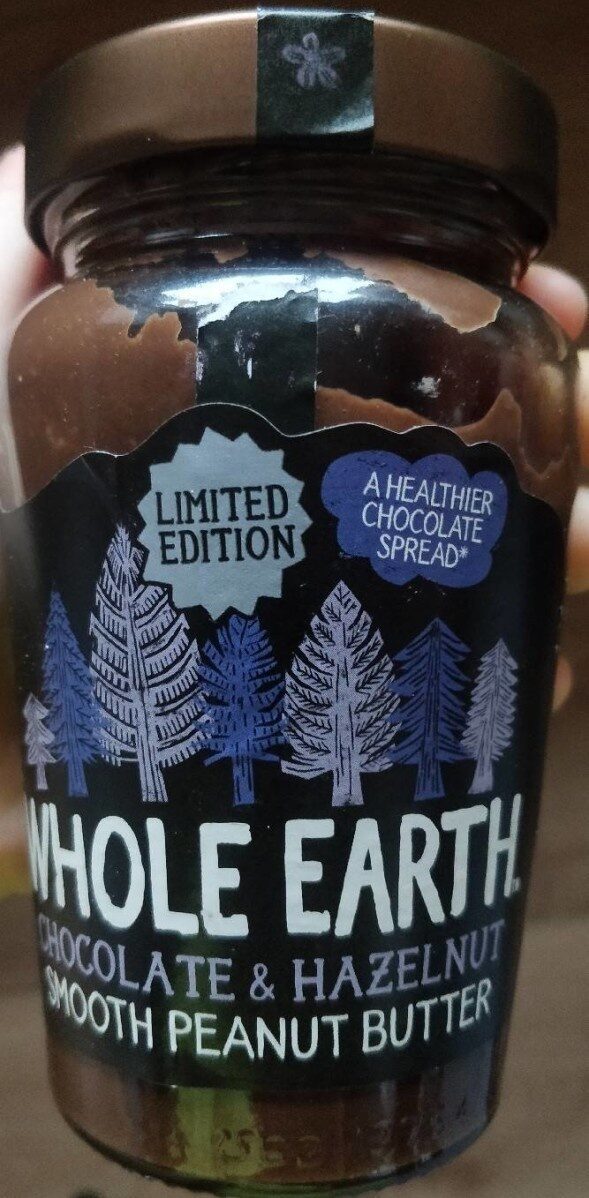 LIMITED
EDITION
A HEALTHIER
CHOCOLATE
SPREAD*
WHOLE EARTH
CHOCOLATE & HAZELNUT
SMOOTH PEANUT BUTTER